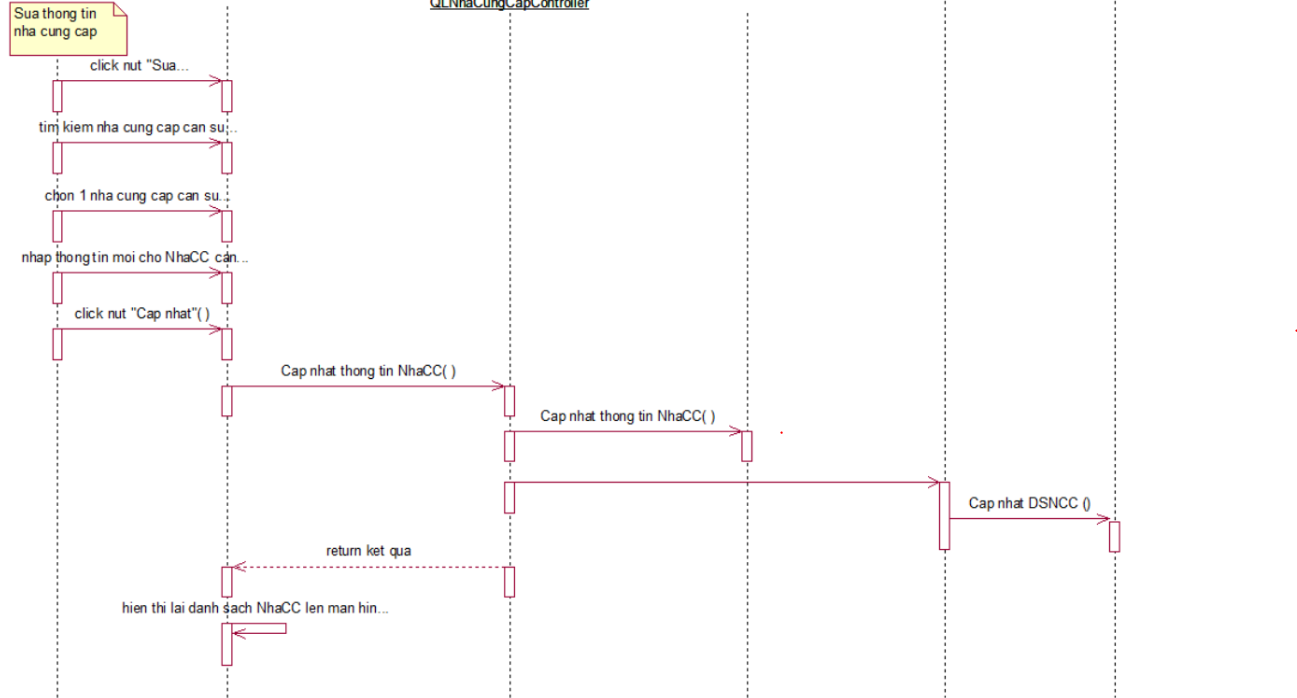 QLNhaCungCapController
Sua thong tin
nha cung cap
click nut "Sua...
tim kiem nha cung cap can su...
chon 1 nha cung cap can su...
nhap thong tin moi cho NhaCC can...
click nut "Cap nhat"( )
Cap nhat thong tin NhaCC( )
Cap nhat thong tin NhaCC( )
Cap nhat DSNCC ()
return ket qua
hien thi lai danh sach NhaCC len man hin...